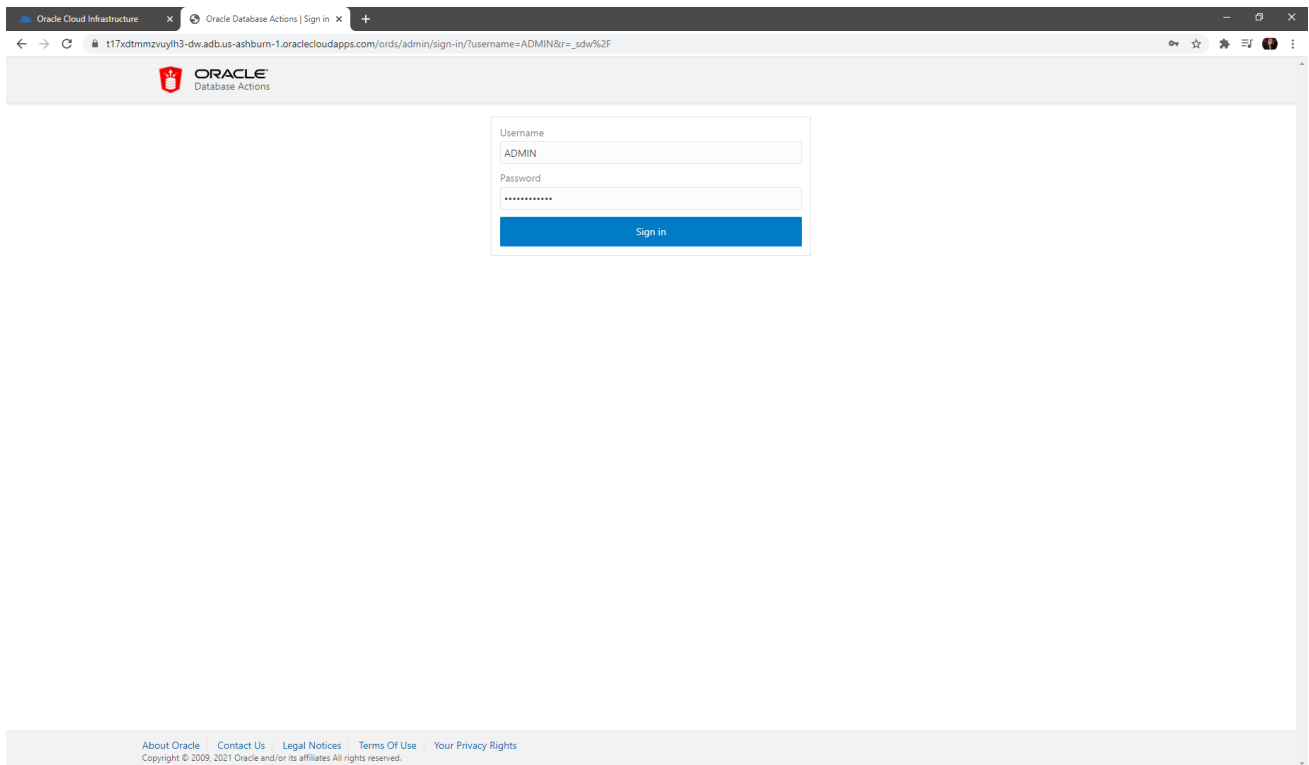 Oracle Cloud Infrastructure
Oracle Database Actions | Sign in
t17xdtmmzvuylh3-dw.adb.us-ashburn-1.oraclecloudapps.com/ords/admin/sign-in/?username=ADMIN&r=_sdw%2F
ORACLE
Database Actions
Username
ADMIN
Password
••••••••••••
Sign in
About Oracle Contact Us Legal Notices Terms Of Use Your Privacy Rights
Copyright © 2009, 2021 Oracle and/or its affiliates All rights reserved.